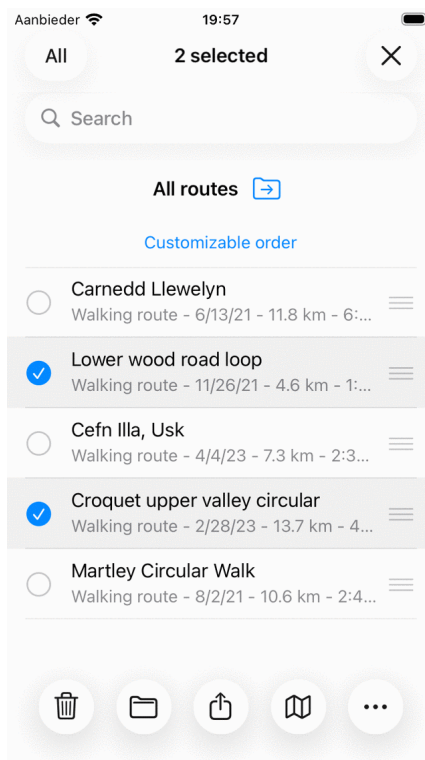 Aanbieder 19:57
All 2 selected
Search
All routes
Customizable order
Carnedd Llewelyn
Walking route - 6/13/21 - 11.8 km - 6:...
Lower wood road loop
Walking route - 11/26/21 - 4.6 km - 1:...
Cefn Illa, Usk
Walking route - 4/4/23 - 7.3 km - 2:3...
Croquet upper valley circular
Walking route - 2/28/23 - 13.7 km - 4...
Martley Circular Walk
Walking route - 8/2/21 - 10.6 km - 2:4...